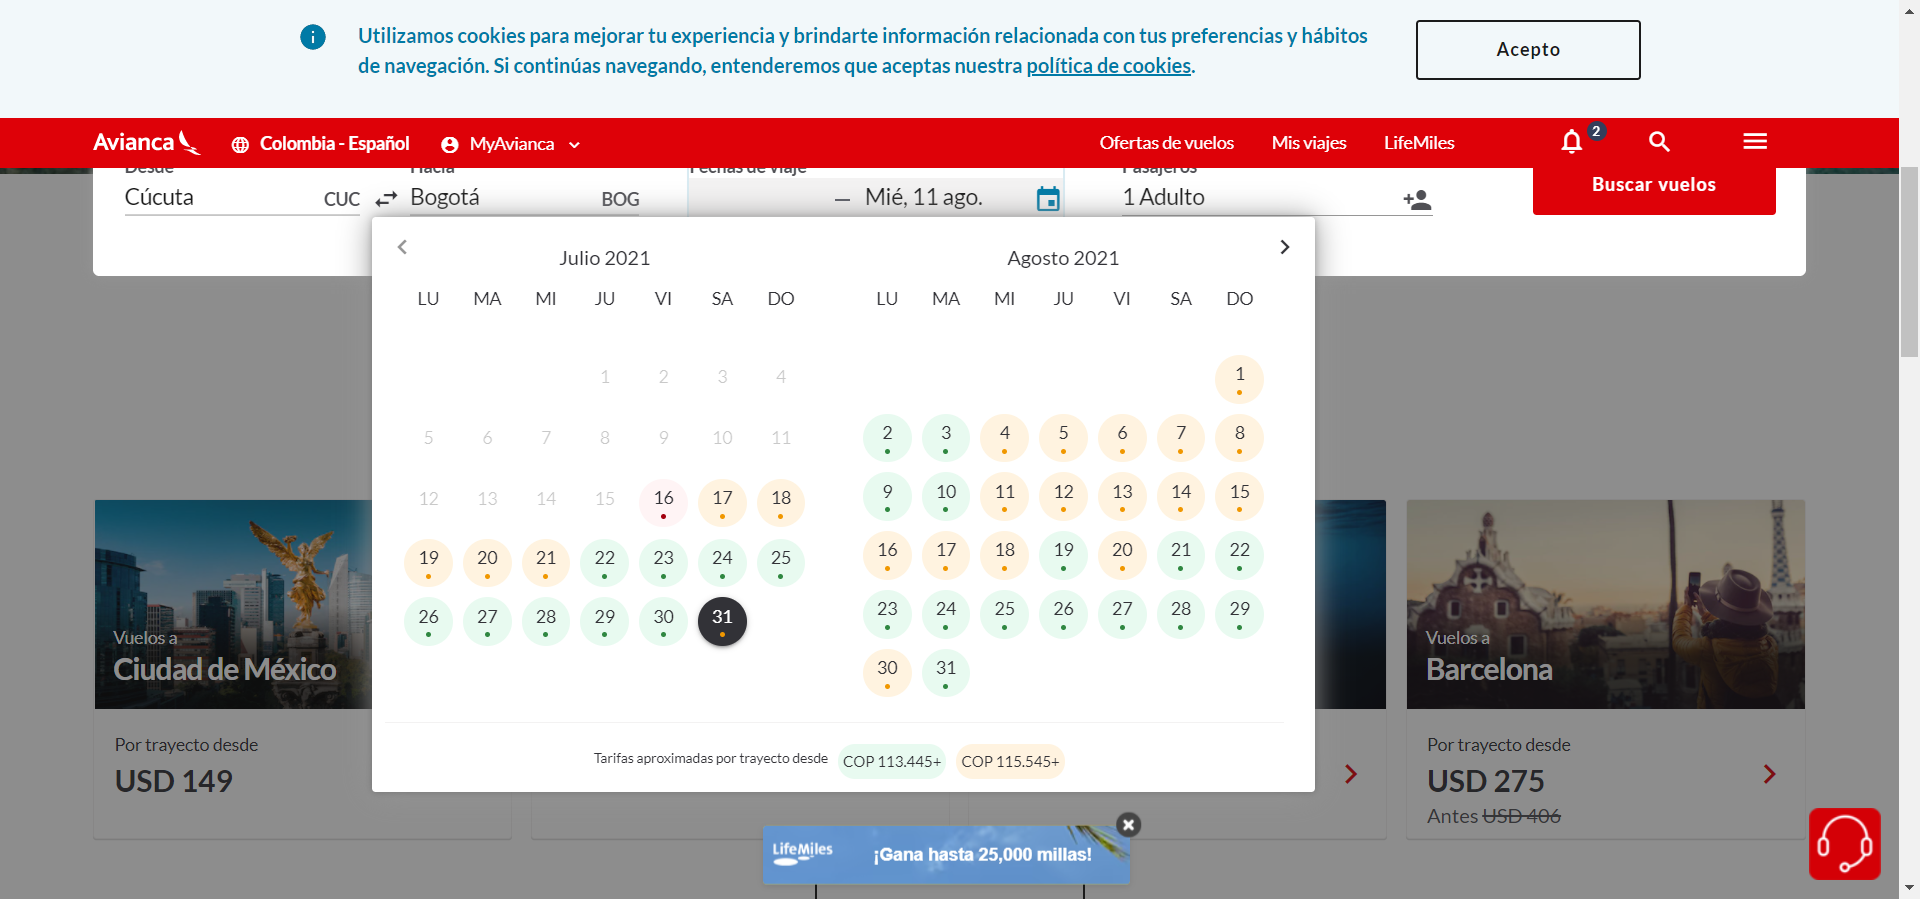 Utilizamos cookies para mejorar tu experiencia y brindarte información relacionada con tus preferencias y hábitos
de navegación. Si continúas navegando, entenderemos que aceptas nuestra política de cookies.
Acepto
Avianca
Colombia - Español
MyAvianca
Ofertas de vuelos
Mis viajes
LifeMiles
2
Desde
Hacia
Fechas de viaje
Pasajeros
Cúcuta CUC
Bogotá BOG
— Mié, 11 ago.
1 Adulto
Buscar vuelos
Julio 2021
LU MA MI JU VI SA DO
1 2 3 4
5 6 7 8 9 10 11
12 13 14 15 16 17 18
19 20 21 22 23 24 25
26 27 28 29 30 31
Agosto 2021
LU MA MI JU VI SA DO
1
2 3 4 5 6 7 8
9 10 11 12 13 14 15
16 17 18 19 20 21 22
23 24 25 26 27 28 29
30 31
Tarifas aproximadas por trayecto desde COP 113.445+ COP 115.545+
Vuelos a
Ciudad de México
Por trayecto desde
USD 149
Vuelos a
Barcelona
Por trayecto desde
USD 275
Antes USD 406
LifeMiles
¡Gana hasta 25,000 millas!